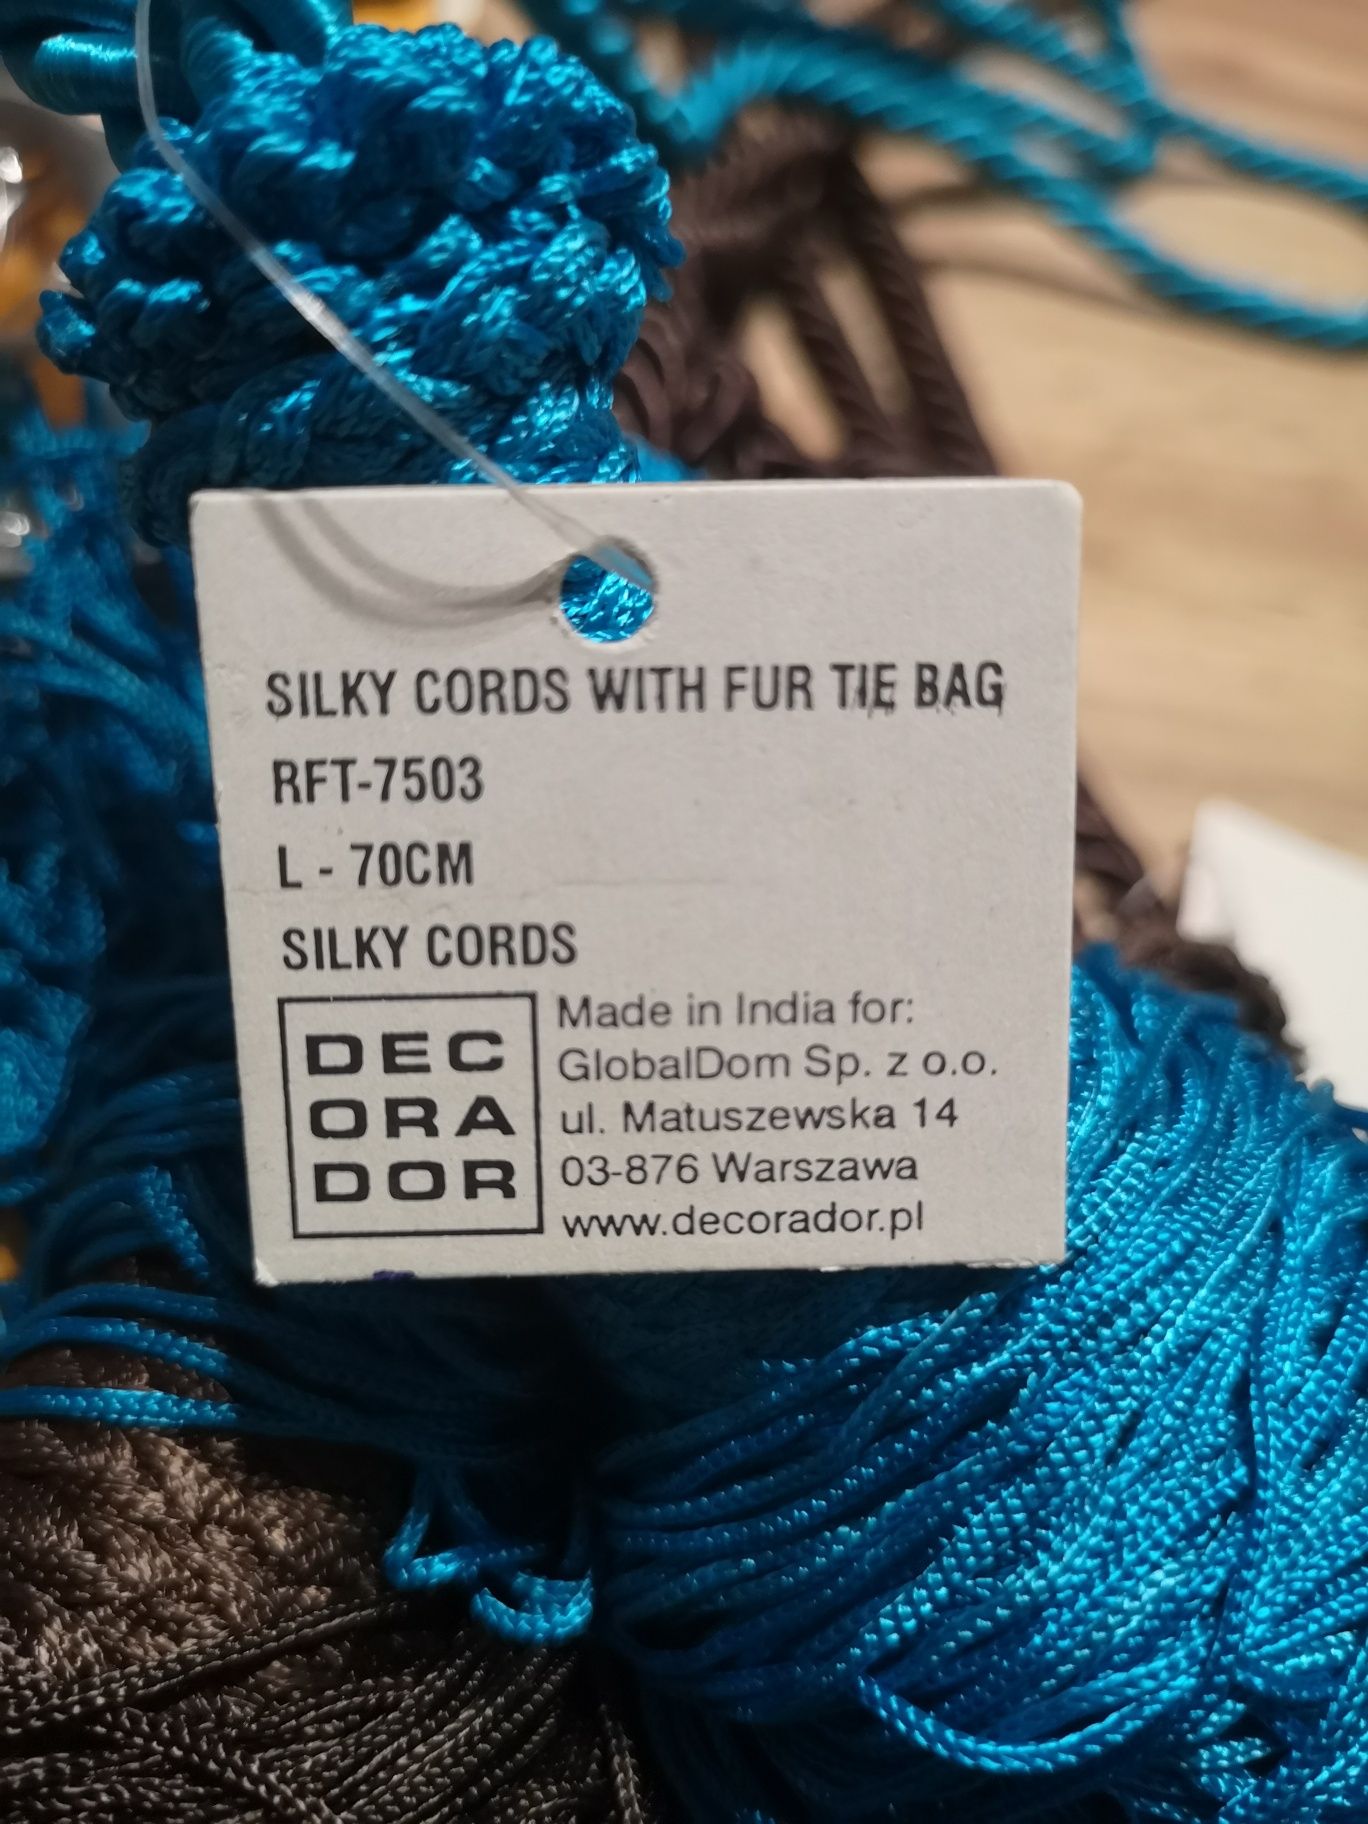 SILKY CORDS WITH FUR TIE BAG
RFT-7503
L - 70CM
SILKY CORDS
DEC
ORA
DOR
Made in India for:
GlobalDom Sp. z o.o.
ul. Matuszewska 14
03-876 Warszawa
www.decorador.pl